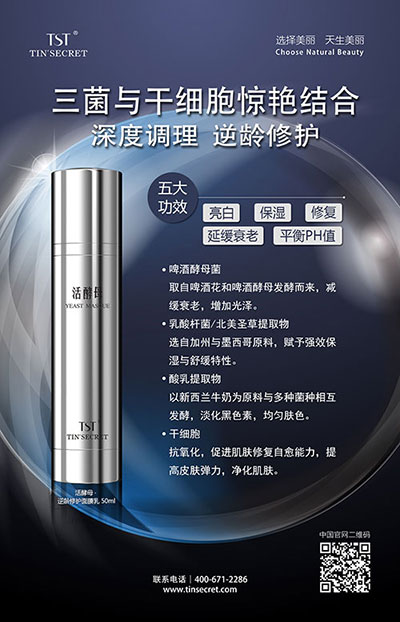 TST®
TIN'SECRET
选择美丽 天生美丽
Choose Natural Beauty
三菌与干细胞惊艳结合
深度调理 逆龄修护
五大
功效
亮白 保湿 修复
延缓衰老 平衡PH值
活酵母
YEAST MASQUE
TST
TIN'SECRET
活酵母·
逆龄修护面膜乳 50ml
• 啤酒酵母菌
取自啤酒花和啤酒酵母发酵而来，减
缓衰老，增加光泽。
• 乳酸杆菌/北美圣草提取物
选自加州与墨西哥原料，赋予强效保
湿与舒缓特性。
• 酸乳提取物
以新西兰牛奶为原料与多种菌种相互
发酵，淡化黑色素，均匀肤色。
• 干细胞
抗氧化，促进肌肤修复自愈能力，提
高皮肤弹力，净化肌肤。
中国官网二维码
联系电话 | 400-671-2286
www.tinsecret.com